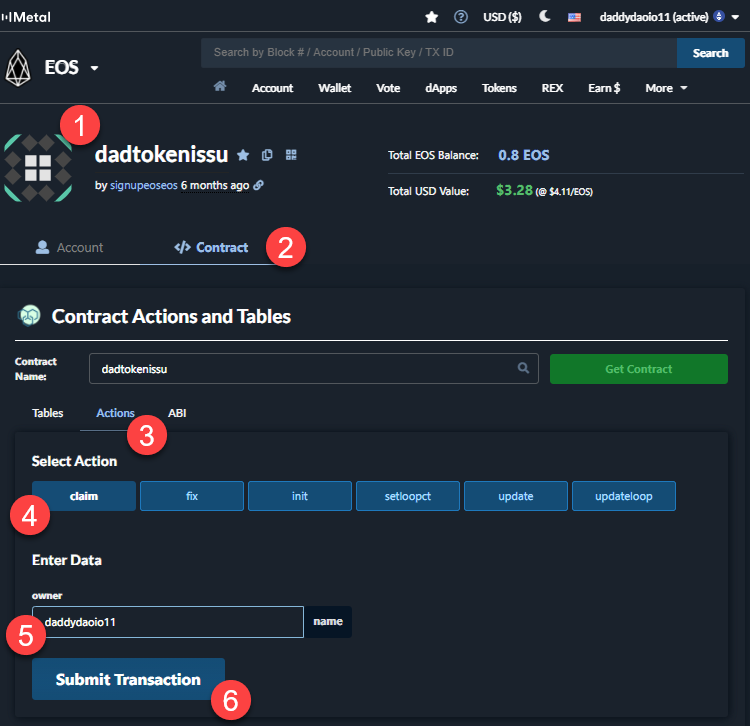 Metal
USD ($)
daddydaoio11 (active)
EOS
Search by Block # / Account / Public Key / TX ID
Search
Account Wallet Vote dApps Tokens REX Earn $ More
1
dadtokenissu
by signupeoseos 6 months ago
Total EOS Balance: 0.8 EOS
Total USD Value: $3.28 (@ $4.11/EOS)
Account
</> Contract
2
Contract Actions and Tables
Contract
Name:
dadtokenissu
Get Contract
Tables Actions ABI
3
Select Action
claim fix init setloopct update updateloop
4
Enter Data
owner
daddydaoio11
name
5
Submit Transaction
6